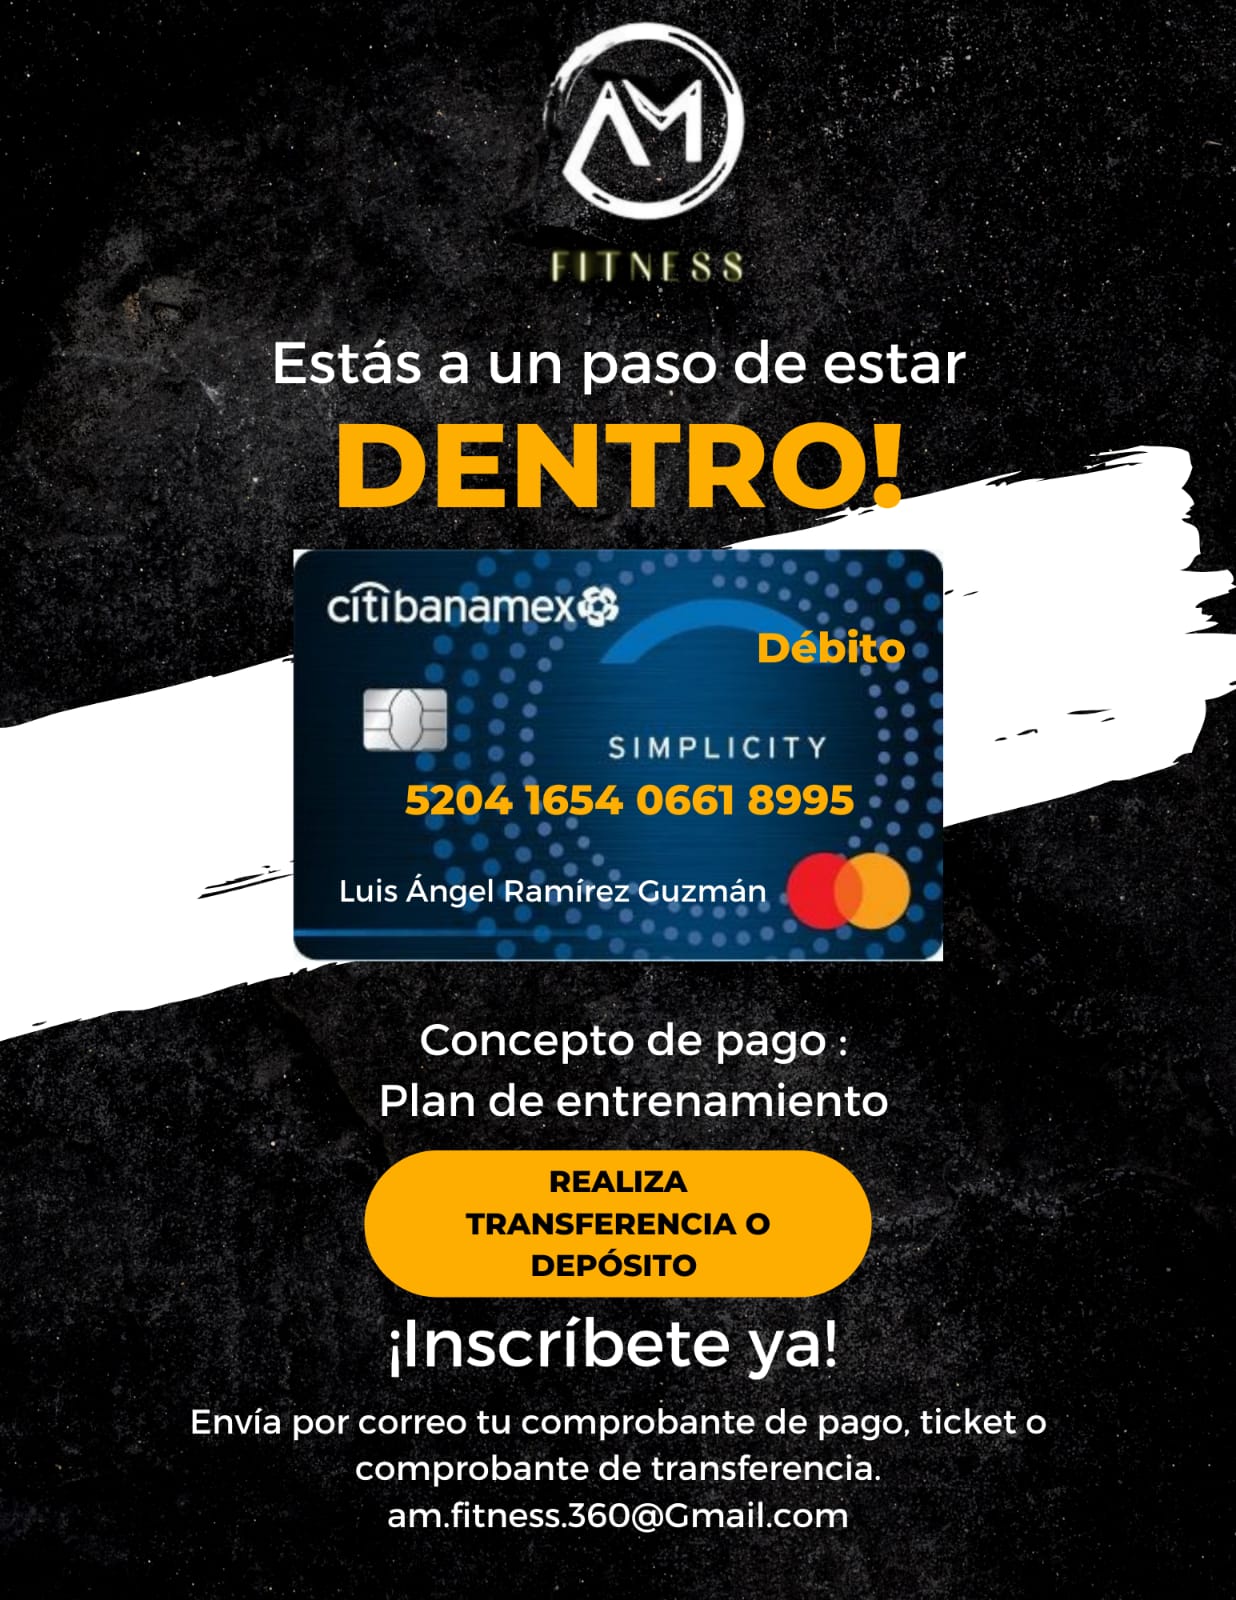 AM
FITNESS
Estás a un paso de estar
DENTRO!
citibanamex
Débito
SIMPLICITY
5204 1654 0661 8995
Luis Ángel Ramírez Guzmán
Concepto de pago :
Plan de entrenamiento
REALIZA
TRANSFERENCIA O
DEPÓSITO
¡Inscríbete ya!
Envía por correo tu comprobante de pago, ticket o
comprobante de transferencia.
am.fitness.360@Gmail.com